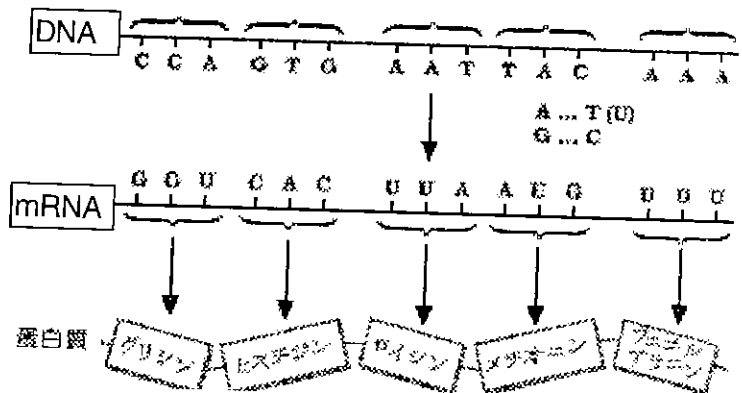 DNA
C C A G T G A A T T A C A A A
A … T (U)
G … C
G G U C A C U U A A U G U U U
mRNA
蛋白質 グリシン ヒスチジン ロイシン メチオニン フェニル
アラニン